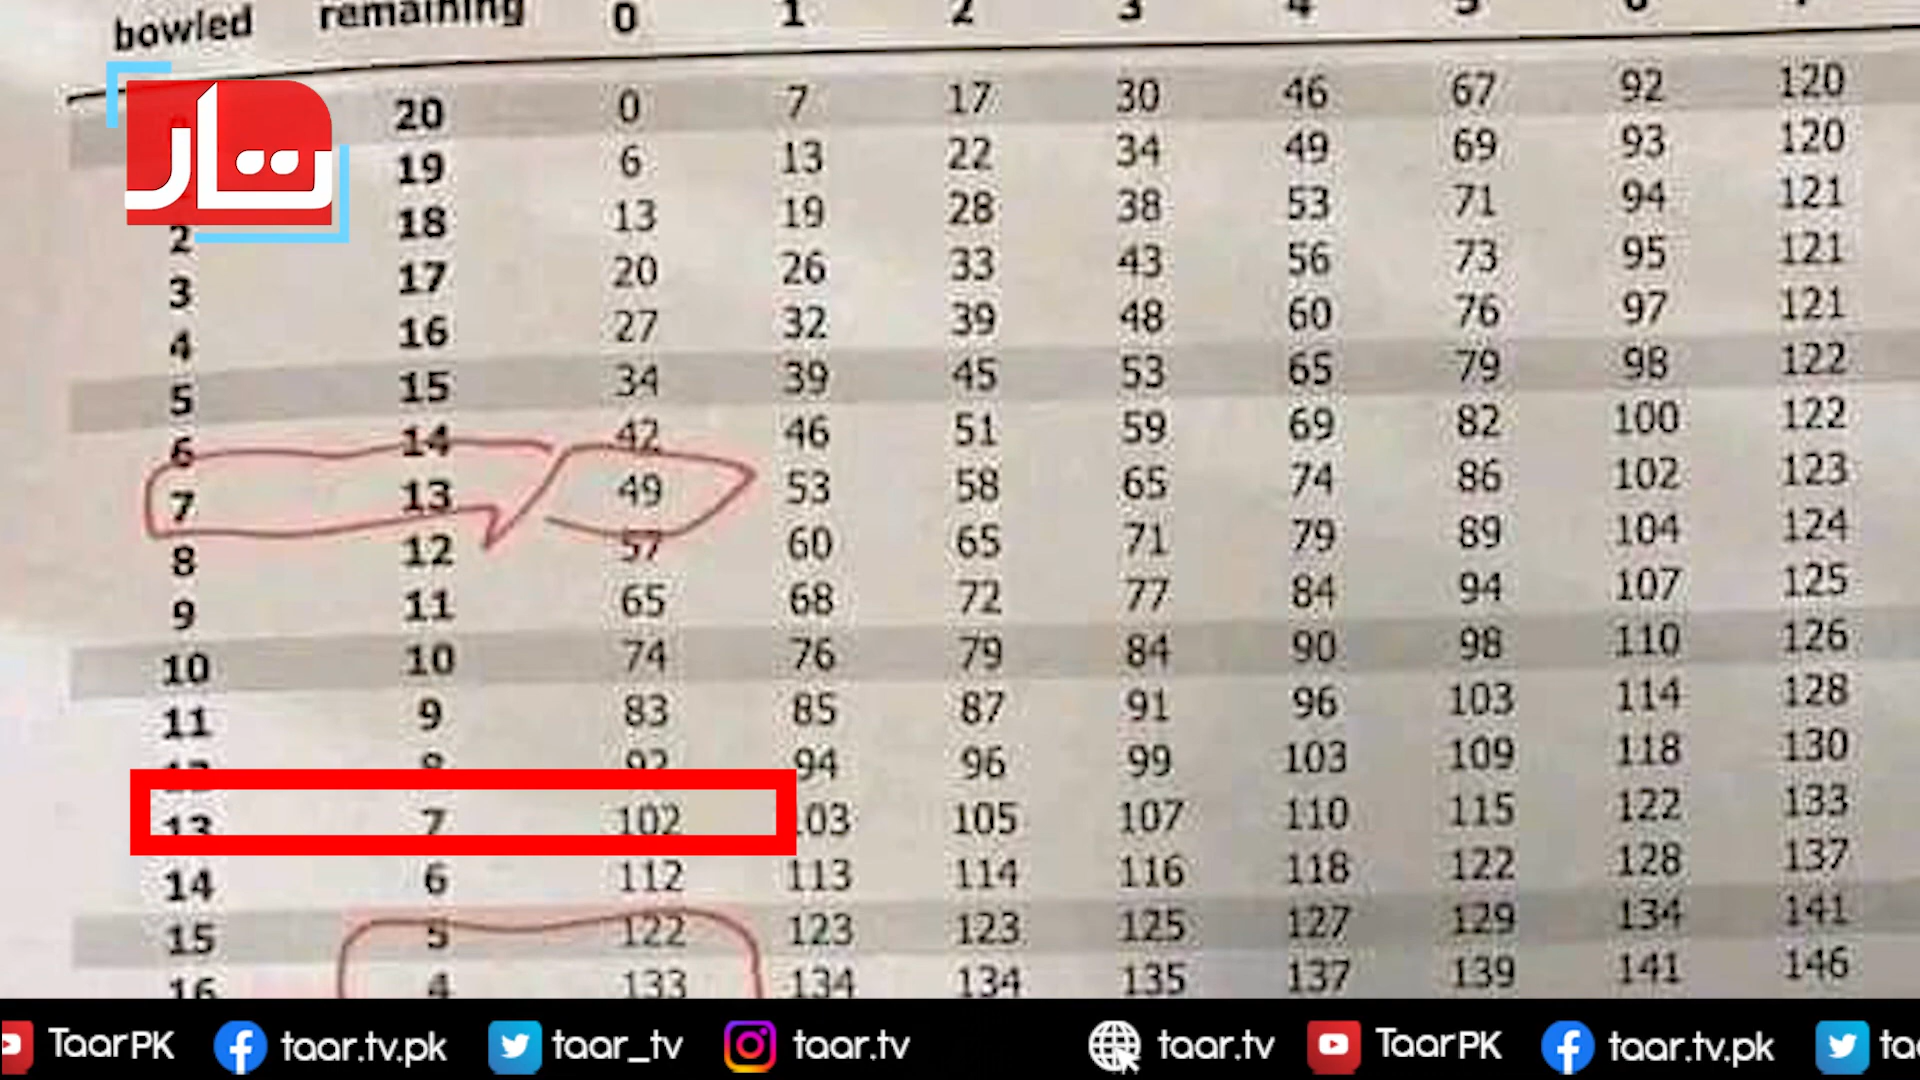 bowled remaining 0 1 2 3 4 5 6 7
20 0 7 17 30 46 67 92 120
19 6 13 22 34 49 69 93 120
تار
2 18 13 19 28 38 53 71 94 121
3 17 20 26 33 43 56 73 95 121
4 16 27 32 39 48 60 76 97 121
5 15 34 39 45 53 65 79 98 122
6 14 42 46 51 59 69 82 100 122
7 13 49 53 58 65 74 86 102 123
8 12 57 60 65 71 79 89 104 124
9 11 65 68 72 77 84 94 107 125
10 10 74 76 79 84 90 98 110 126
11 9 83 85 87 91 96 103 114 128
12 8 92 94 96 99 103 109 118 130
13 7 102 103 105 107 110 115 122 133
14 6 112 113 114 116 118 122 128 137
15 5 122 123 123 125 127 129 134 141
16 4 133 134 134 135 137 139 141 146
TaarPK taar.tv.pk taar_tv taar.tv taar.tv TaarPK taar.tv.pk taa